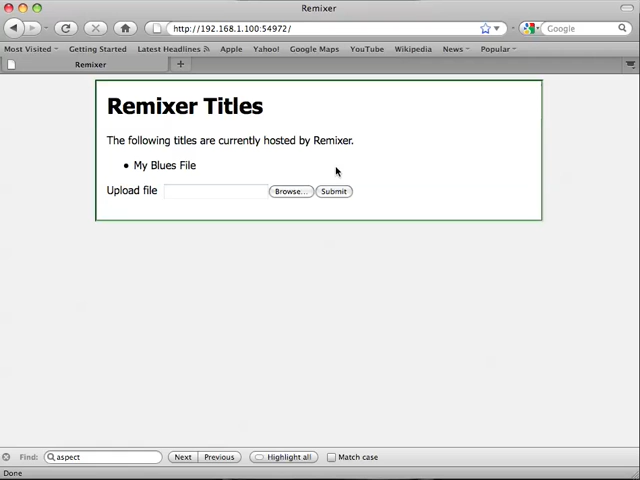 Remixer
http://192.168.1.100:54972/
Google
Most Visited Getting Started Latest Headlines Apple Yahoo! Google Maps YouTube Wikipedia News Popular
Remixer
Remixer Titles
The following titles are currently hosted by Remixer.
• My Blues File
Upload file Browse... Submit
Find: aspect Next Previous Highlight all Match case
Done